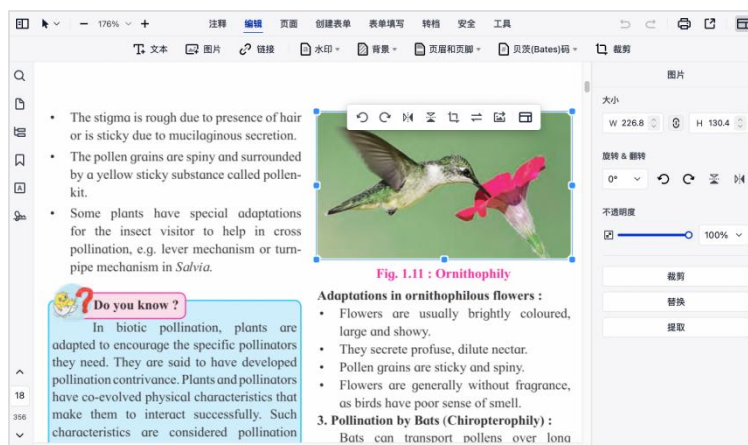 176%
注释 编辑 页面 创建表单 表单填写 转档 安全 工具
文本 图片 链接 水印 背景 页眉和页脚 贝茨(Bates)码 裁剪
• The stigma is rough due to presence of hair
or is sticky due to mucilaginous secretion.
• The pollen grains are spiny and surrounded
by a yellow sticky substance called pollen-
kit.
• Some plants have special adaptations
for the insect visitor to help in cross
pollination, e.g. lever mechanism or turn-
pipe mechanism in Salvia.
Do you know ?
In biotic pollination, plants are
adapted to encourage the specific pollinators
they need. They are said to have developed
pollination contrivance. Plants and pollinators
have co-evolved physical characteristics that
make them to interact successfully. Such
characteristics are considered pollination
Fig. 1.11 : Ornithophily
Adaptations in ornithophilous flowers :
• Flowers are usually brightly coloured,
large and showy.
• They secrete profuse, dilute nectar.
• Pollen grains are sticky and spiny.
• Flowers are generally without fragrance,
as birds have poor sense of smell.
3. Pollination by Bats (Chiropterophily) :
Bats can transport pollens over long
18
356
图片
大小
W 226.8 H 130.4
旋转 & 翻转
0°
不透明度
100%
裁剪
替换
提取